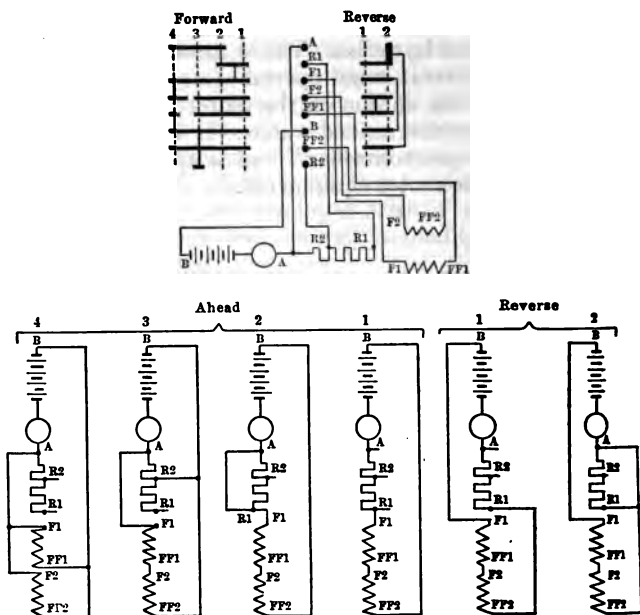 Forward
Reverse
4 3 2 1
1 2
A
R1
F1
F2
FF1
B
FF2
R2
F2 FF2
R2 R1
B A
F1 FF1
Ahead
Reverse
4 3 2 1 1 2
B B B B B B
A A A A A A
R2 R2 R2 R2 R2 R2
R1 R1 R1 R1 R1 R1
F1 F1 F1 F1 F1 F1
FF1 FF1 FF1 FF1 FF1 FF1
F2 F2 F2 F2 F2 F2
FF2 FF2 FF2 FF2 FF2 FF2